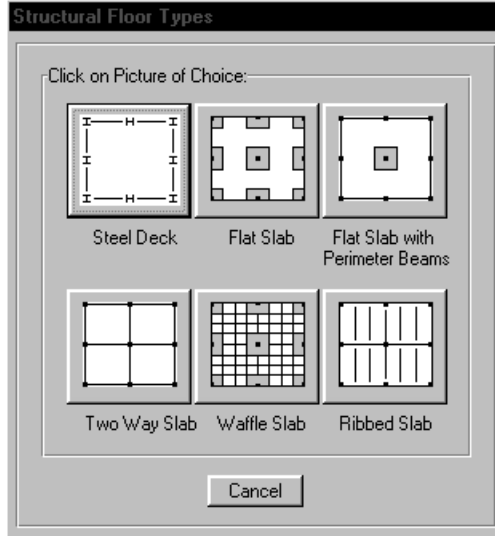 Structural Floor Types
Click on Picture of Choice:
Steel Deck
Flat Slab
Flat Slab with
Perimeter Beams
Two Way Slab
Waffle Slab
Ribbed Slab
Cancel